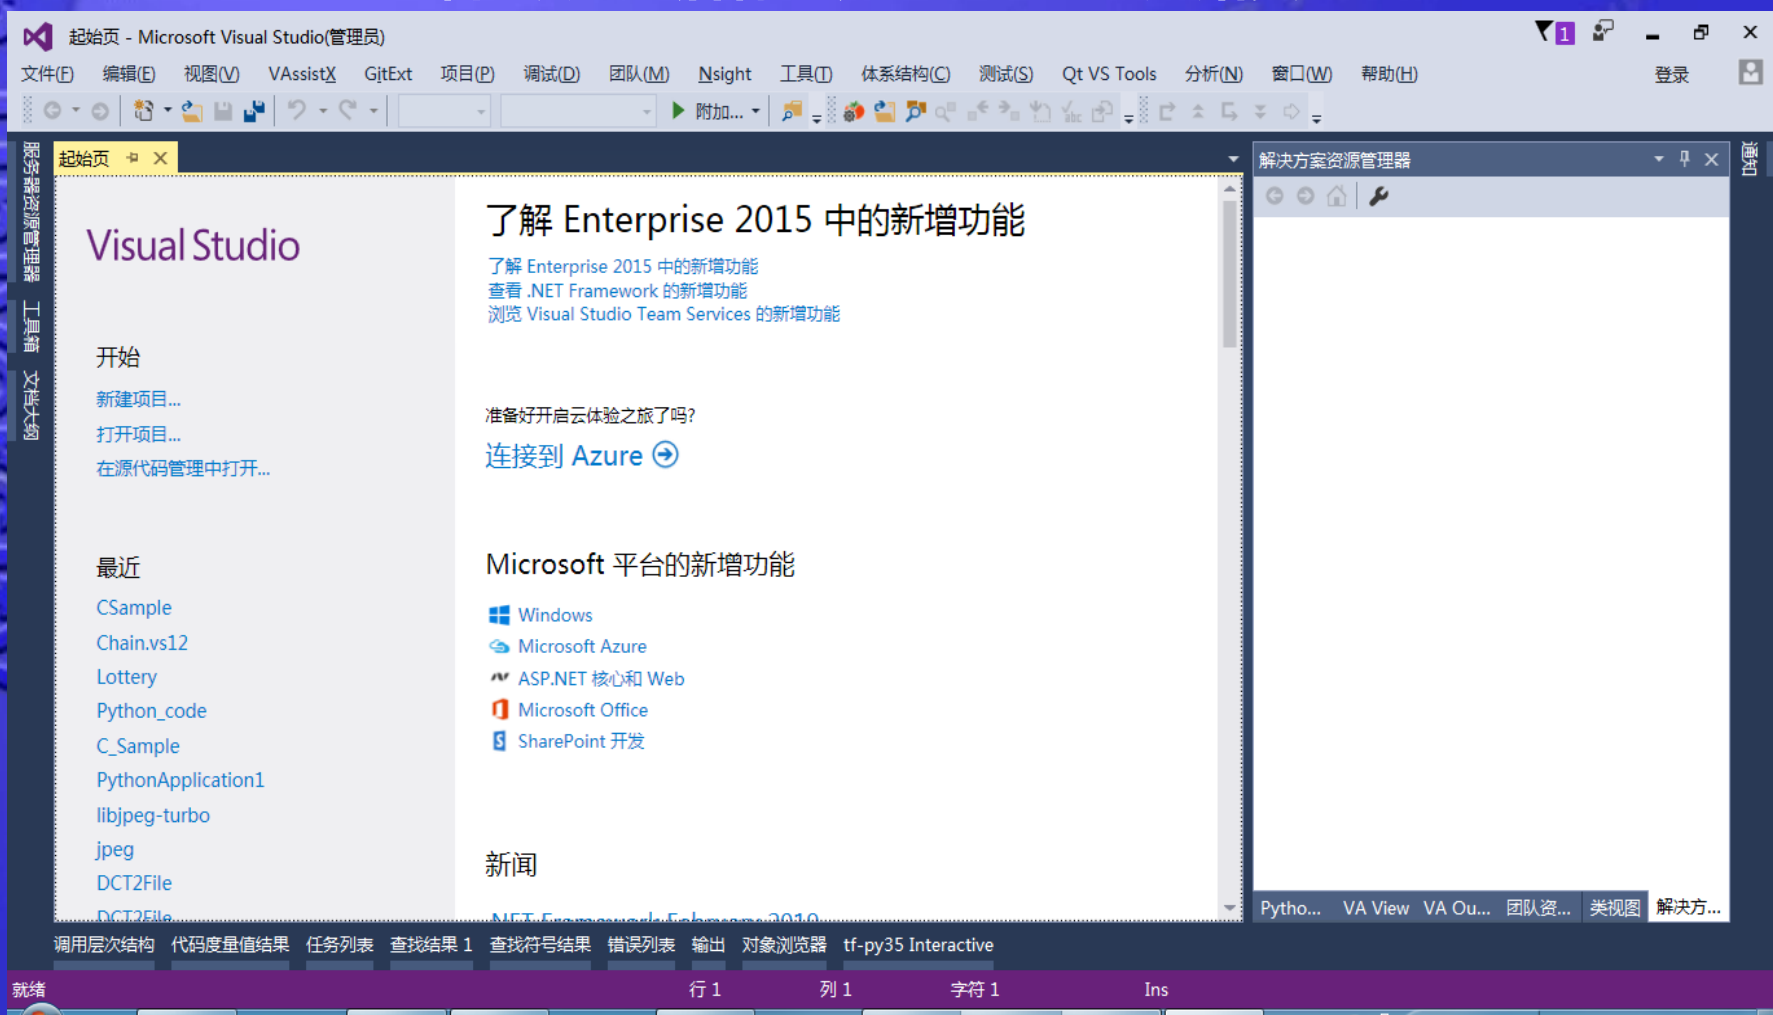 起始页 - Microsoft Visual Studio(管理员)
1
文件(F) 编辑(E) 视图(V) VAssistX GitExt 项目(P) 调试(D) 团队(M) Nsight 工具(T) 体系结构(C) 测试(S) Qt VS Tools 分析(N) 窗口(W) 帮助(H) 登录
附加...
服务器资源管理器
工具箱
文档大纲
起始页
Visual Studio
开始
新建项目...
打开项目...
在源代码管理中打开...
最近
CSample
Chain.vs12
Lottery
Python_code
C_Sample
PythonApplication1
libjpeg-turbo
jpeg
DCT2File
DCT2File
了解 Enterprise 2015 中的新增功能
了解 Enterprise 2015 中的新增功能
查看 .NET Framework 的新增功能
浏览 Visual Studio Team Services 的新增功能
准备好开启云体验之旅了吗?
连接到 Azure
Microsoft 平台的新增功能
Windows
Microsoft Azure
ASP.NET 核心和 Web
Microsoft Office
SharePoint 开发
新闻
.NET Framework February 2019
解决方案资源管理器
通知
Pytho... VA View VA Ou... 团队资... 类视图 解决方...
调用层次结构 代码度量值结果 任务列表 查找结果 1 查找符号结果 错误列表 输出 对象浏览器 tf-py35 Interactive
就绪 行 1 列 1 字符 1 Ins